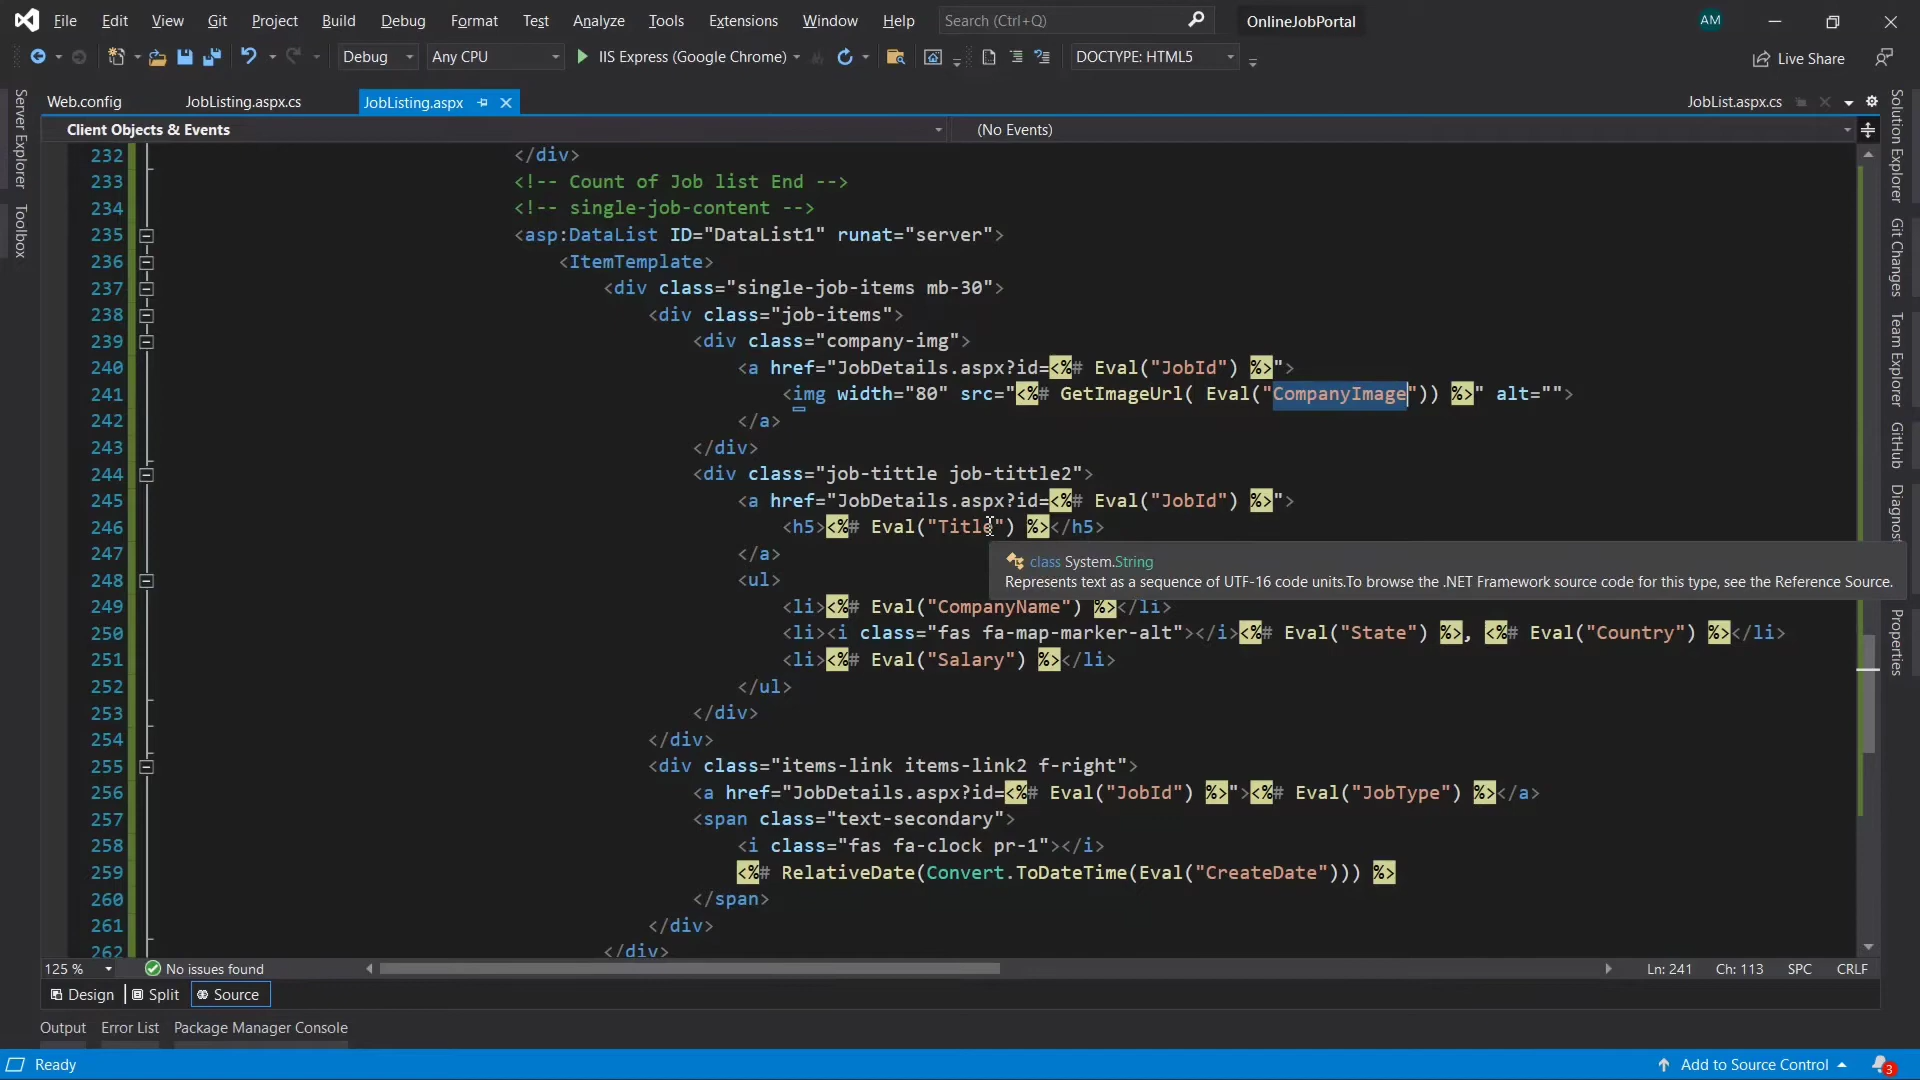 File Edit View Git Project Build Debug Format Test Analyze Tools Extensions Window Help Search (Ctrl+Q) OnlineJobPortal AM
Debug Any CPU IIS Express (Google Chrome) DOCTYPE: HTML5 Live Share
Web.config JobListing.aspx.cs JobListing.aspx JobList.aspx.cs
Client Objects & Events (No Events)
232 </div>
233 <!-- Count of Job list End -->
234 <!-- single-job-content -->
235 <asp:DataList ID="DataList1" runat="server">
236 <ItemTemplate>
237 <div class="single-job-items mb-30">
238 <div class="job-items">
239 <div class="company-img">
240 <a href="JobDetails.aspx?id=<%# Eval("JobId") %>">
241 <img width="80" src="<%# GetImageUrl( Eval("CompanyImage")) %>" alt="">
242 </a>
243 </div>
244 <div class="job-tittle job-tittle2">
245 <a href="JobDetails.aspx?id=<%# Eval("JobId") %>">
246 <h5><%# Eval("Title") %></h5>
247 </a>
class System.String
248 <ul>
Represents text as a sequence of UTF-16 code units.To browse the .NET Framework source code for this type, see the Reference Source.
249 <li><%# Eval("CompanyName") %></li>
250 <li><i class="fas fa-map-marker-alt"></i><%# Eval("State") %>, <%# Eval("Country") %></li>
251 <li><%# Eval("Salary") %></li>
252 </ul>
253 </div>
254 </div>
255 <div class="items-link items-link2 f-right">
256 <a href="JobDetails.aspx?id=<%# Eval("JobId") %>"><%# Eval("JobType") %></a>
257 <span class="text-secondary">
258 <i class="fas fa-clock pr-1"></i>
259 <%# RelativeDate(Convert.ToDateTime(Eval("CreateDate"))) %>
260 </span>
261 </div>
262 </div>
125 % No issues found Ln: 241 Ch: 113 SPC CRLF
Design Split Source
Output Error List Package Manager Console
Ready Add to Source Control 3
Server Explorer
Toolbox
Solution Explorer
Git Changes
Team Explorer
GitHub
Properties